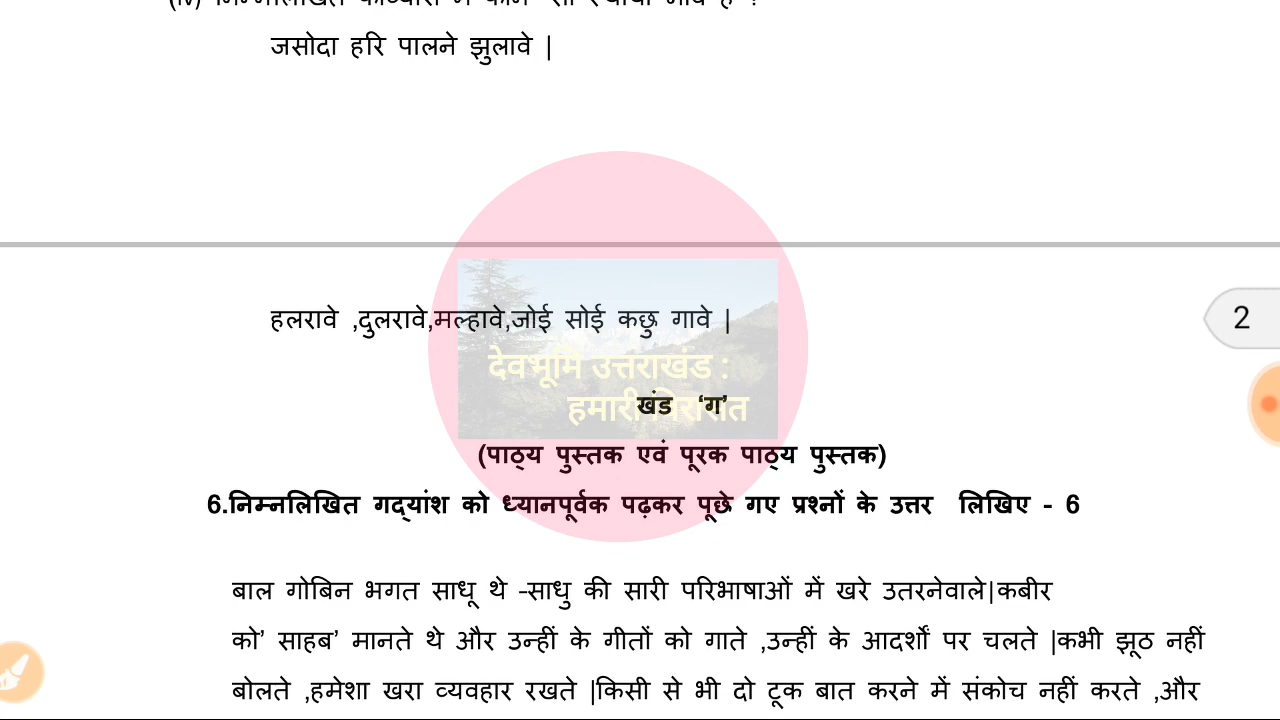 जसोदा हरि पालने झुलावे |
हलरावे ,दुलरावे,मल्हावे,जोई सोई कछु गावे |
2
देवभूमि उत्तराखंड :
हमारी विरासत
खंड ‘ग’
(पाठ्य पुस्तक एवं पूरक पाठ्य पुस्तक)
6.निम्नलिखित गद्यांश को ध्यानपूर्वक पढ़कर पूछे गए प्रश्नों के उत्तर लिखिए - 6
बाल गोबिन भगत साधू थे –साधु की सारी परिभाषाओं में खरे उतरनेवाले|कबीर
को’ साहब’ मानते थे और उन्हीं के गीतों को गाते ,उन्हीं के आदर्शों पर चलते |कभी झूठ नहीं
बोलते ,हमेशा खरा व्यवहार रखते |किसी से भी दो टूक बात करने में संकोच नहीं करते ,और